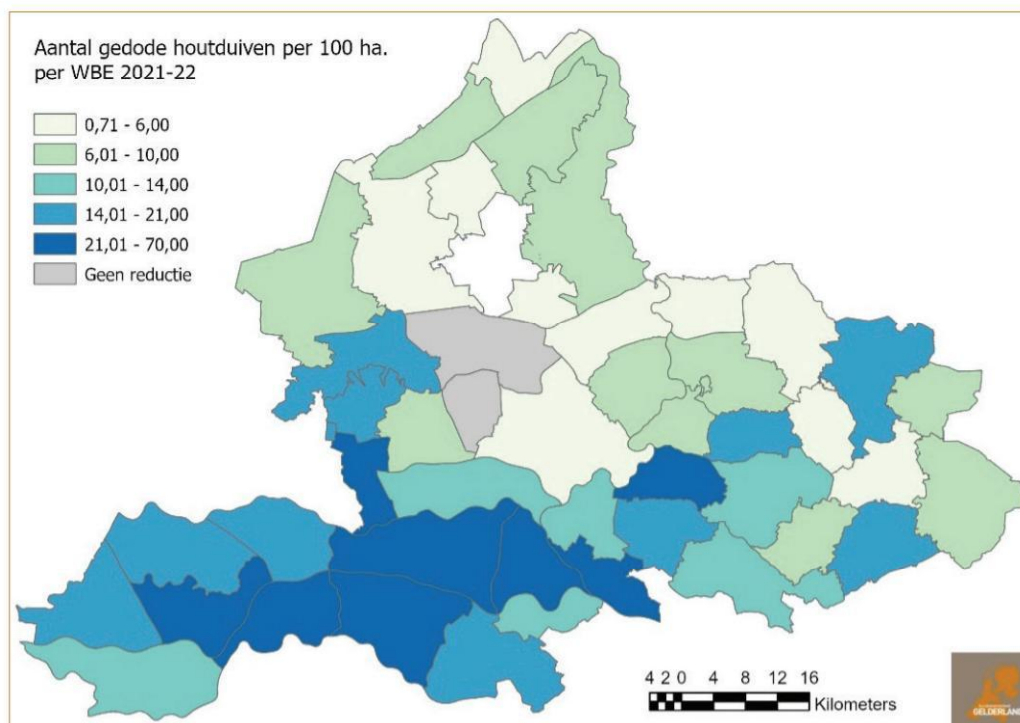 Aantal gedode houtduiven per 100 ha.
per WBE 2021-22
0,71 - 6,00
6,01 - 10,00
10,01 - 14,00
14,01 - 21,00
21,01 - 70,00
Geen reductie
4 2 0 4 8 12 16
Kilometers
GELDERLAND